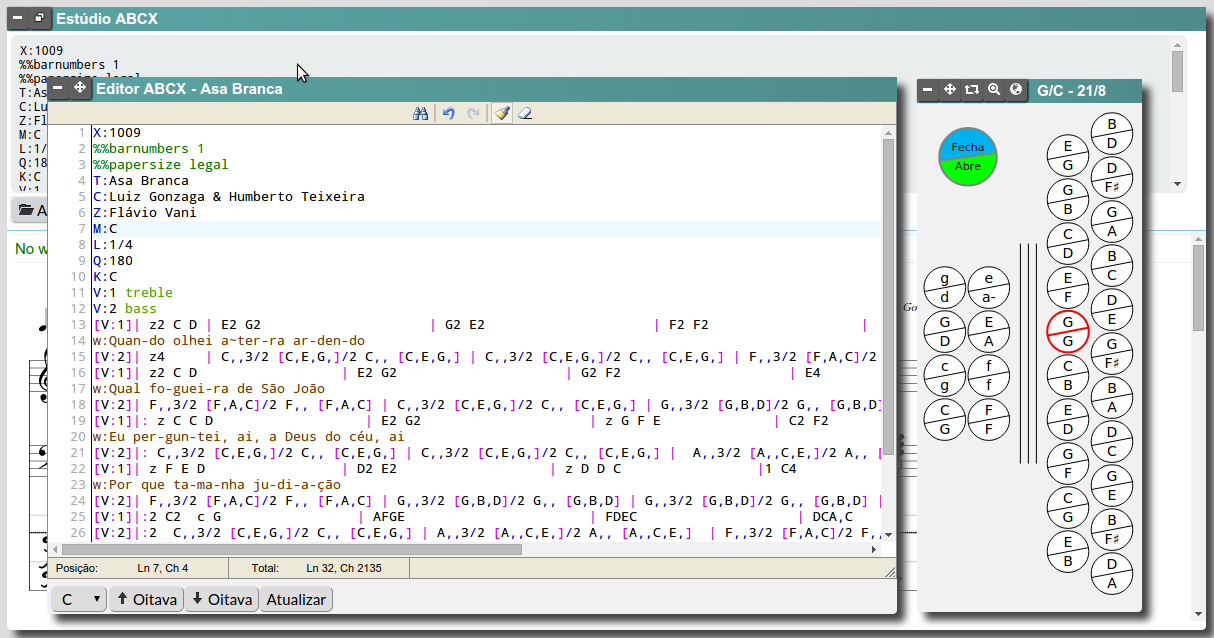 Estúdio ABCX
X:1009
%%barnumbers 1
T:As
C:Lu
Z:Fl
M:C
L:1/
Q:18
K:C
V:1
A
No w
Go
Editor ABCX - Asa Branca
1 X:1009
2 %%barnumbers 1
3 %%papersize legal
4 T:Asa Branca
5 C:Luiz Gonzaga & Humberto Teixeira
6 Z:Flávio Vani
7 M:C
8 L:1/4
9 Q:180
10 K:C
11 V:1 treble
12 V:2 bass
13 [V:1]| z2 C D | E2 G2 | G2 E2 | F2 F2 |
14 w:Quan-do olhei a~ter-ra ar-den-do
15 [V:2]| z4 | C,,3/2 [C,E,G,]/2 C,, [C,E,G,] | C,,3/2 [C,E,G,]/2 C,, [C,E,G,] | F,,3/2 [F,A,C]/2
16 [V:1]| z2 C D | E2 G2 | G2 F2 | E4
17 w:Qual fo-guei-ra de São João
18 [V:2]| F,,3/2 [F,A,C]/2 F,, [F,A,C] | C,,3/2 [C,E,G,]/2 C,, [C,E,G,] | G,,3/2 [G,B,D]/2 G,, [G,B,D]
19 [V:1]|: z C C D | E2 G2 | z G F E | C2 F2
20 w:Eu per-gun-tei, ai, a Deus do céu, ai
21 [V:2]|: C,,3/2 [C,E,G,]/2 C,, [C,E,G,] | C,,3/2 [C,E,G,]/2 C,, [C,E,G,] | A,,3/2 [A,,C,E,]/2 A,, [
22 [V:1]| z F E D | D2 E2 | z D D C |1 C4
23 w:Por que ta-ma-nha ju-di-a-ção
24 [V:2]| F,,3/2 [F,A,C]/2 F,, [F,A,C] | G,,3/2 [G,B,D]/2 G,, [G,B,D] | G,,3/2 [G,B,D]/2 G,, [G,B,D] |
25 [V:1]|:2 C2 c G | AFGE | FDEC | DCA,C
26 [V:2]|:2 C,,3/2 [C,E,G,]/2 C,, [C,E,G,] | A,,3/2 [A,,C,E,]/2 A,, [A,,C,E,] | F,,3/2 [F,A,C]/2 F,,
Posição: Ln 7, Ch 4 Total: Ln 32, Ch 2135
C Oitava Oitava Atualizar
G/C - 21/8
Fecha
Abre
g
d
e
a-
G
D
E
A
c
g
f
f
C
G
F
F
E
G
G
B
C
D
E
F
G
G
C
B
E
D
G
F
C
G
E
B
B
D
D
F♯
G
A
B
C
D
E
G
F♯
B
A
D
C
G
E
B
F♯
D
A